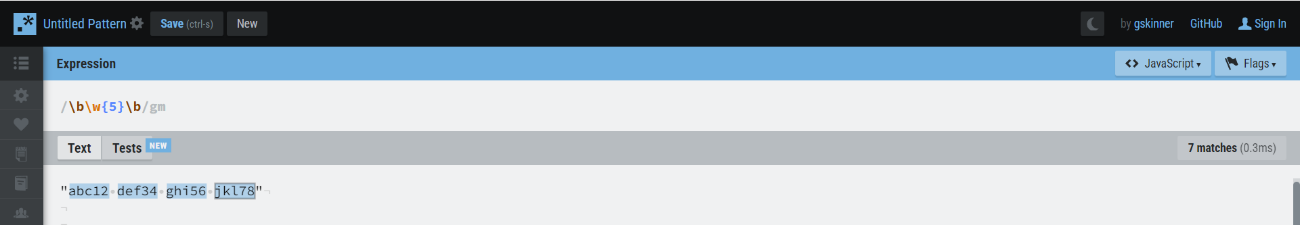 Untitled Pattern Save (ctrl-s) New by gskinner GitHub Sign In
Expression <> JavaScript▾ Flags▾
/\b\w{5}\b/gm
Text Tests NEW 7 matches (0.3ms)
"abc12·def34·ghi56·jkl78"¬